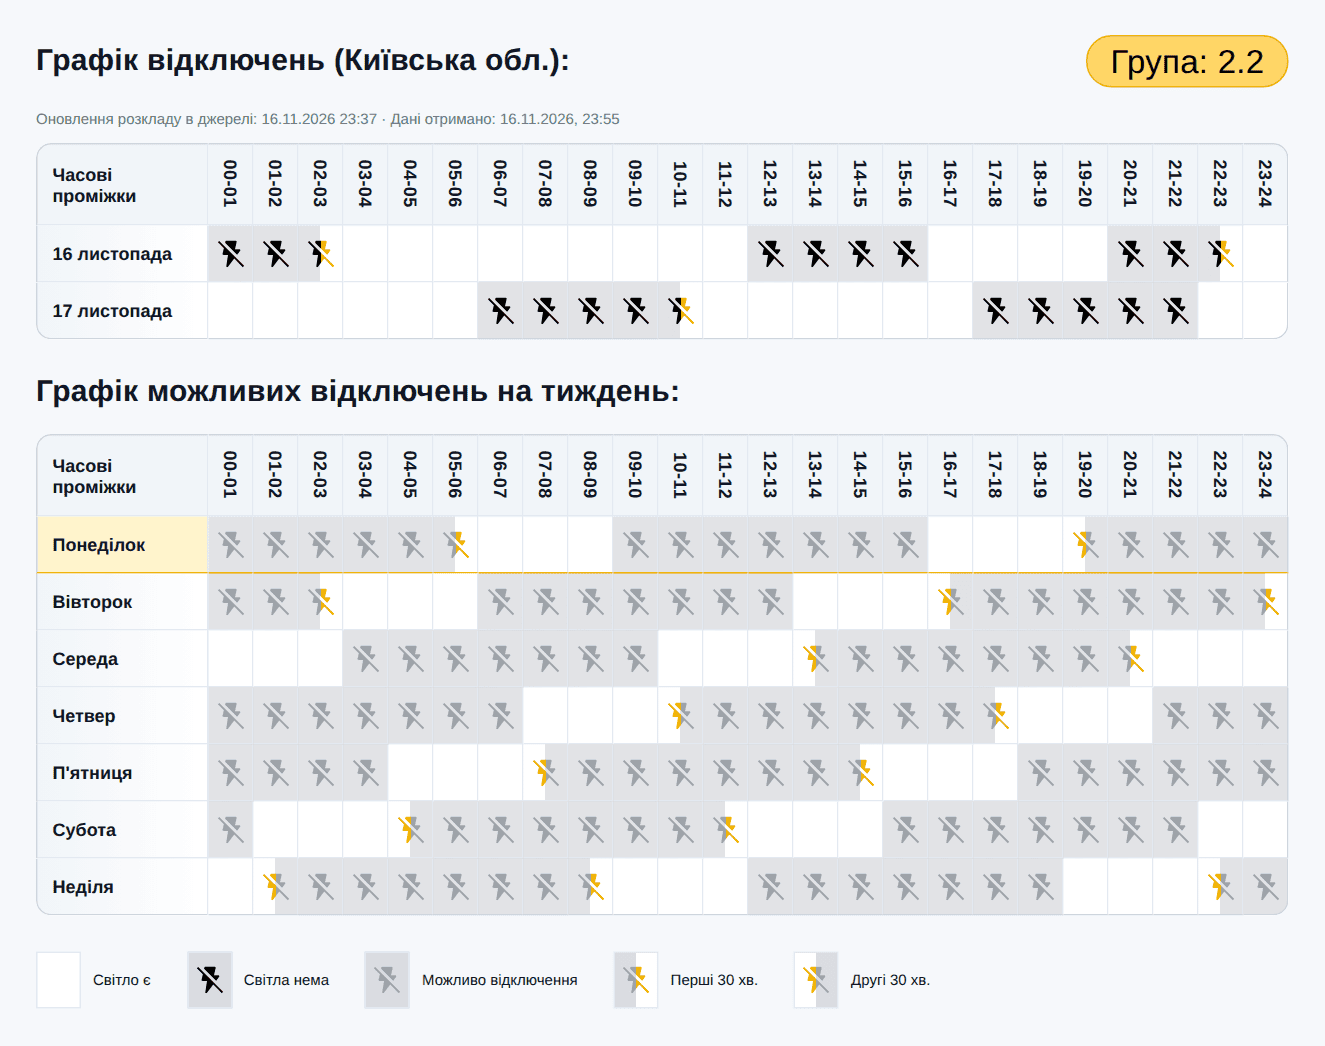 Графік відключень (Київська обл.):
Група: 2.2
Оновлення розкладу в джерелі: 16.11.2026 23:37 · Дані отримано: 16.11.2026, 23:55
Часові
проміжки
00-01 01-02 02-03 03-04 04-05 05-06 06-07 07-08 08-09 09-10 10-11 11-12 12-13 13-14 14-15 15-16 16-17 17-18 18-19 19-20 20-21 21-22 22-23 23-24
16 листопада
17 листопада
Графік можливих відключень на тиждень:
Часові
проміжки
00-01 01-02 02-03 03-04 04-05 05-06 06-07 07-08 08-09 09-10 10-11 11-12 12-13 13-14 14-15 15-16 16-17 17-18 18-19 19-20 20-21 21-22 22-23 23-24
Понеділок
Вівторок
Середа
Четвер
П'ятниця
Субота
Неділя
Світло є
Світла нема
Можливо відключення
Перші 30 хв.
Другі 30 хв.